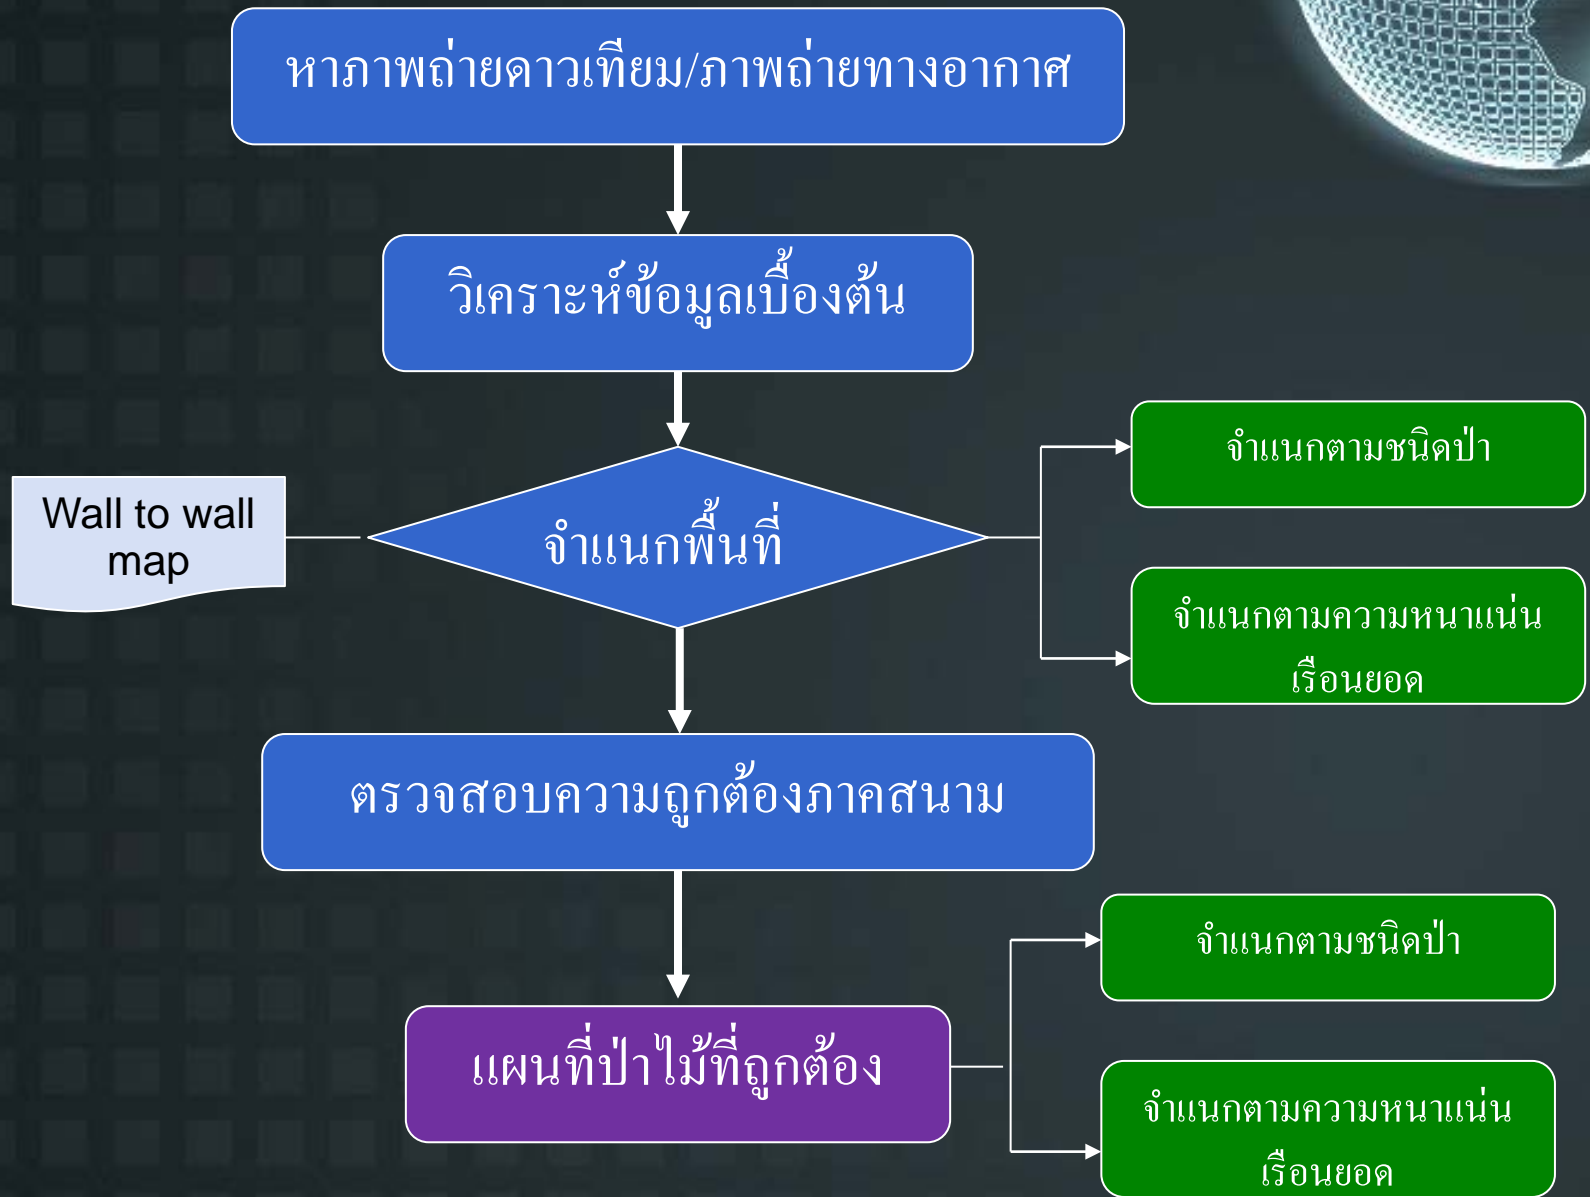 หาภาพถ่ายดาวเทียม/ภาพถ่ายทางอากาศ
วิเคราะห์ข้อมูลเบื้องต้น
จำแนกตามชนิดป่า
Wall to wall
map
จำแนกพื้นที่
จำแนกตามความหนาแน่น
เรือนยอด
ตรวจสอบความถูกต้องภาคสนาม
จำแนกตามชนิดป่า
แผนที่ป่าไม้ที่ถูกต้อง
จำแนกตามความหนาแน่น
เรือนยอด